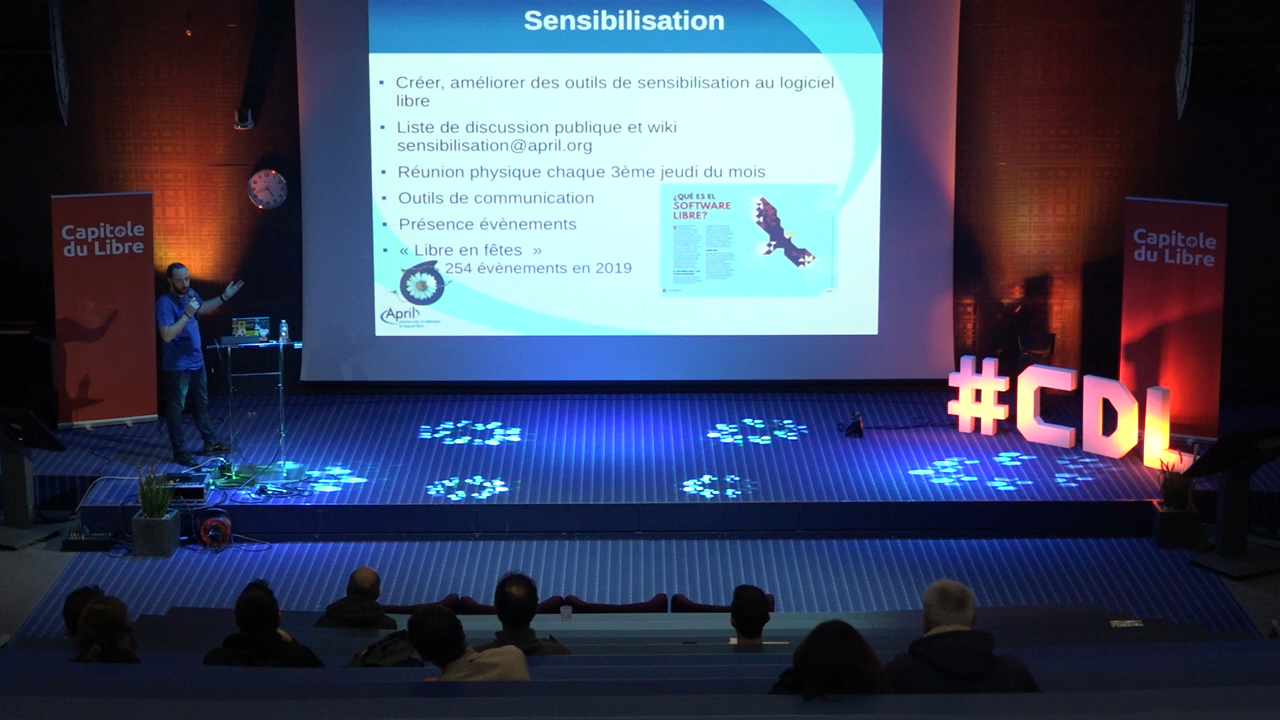 Sensibilisation
Créer, améliorer des outils de sensibilisation au logiciel
libre
Liste de discussion publique et wiki
sensibilisation@april.org
Réunion physique chaque 3ème jeudi du mois
Outils de communication
Présence évènements
« Libre en fêtes »
254 évènements en 2019
¿QUÉ ES EL
SOFTWARE
LIBRE?
April
Capitole
du Libre
Capitole
du Libre
#CDL